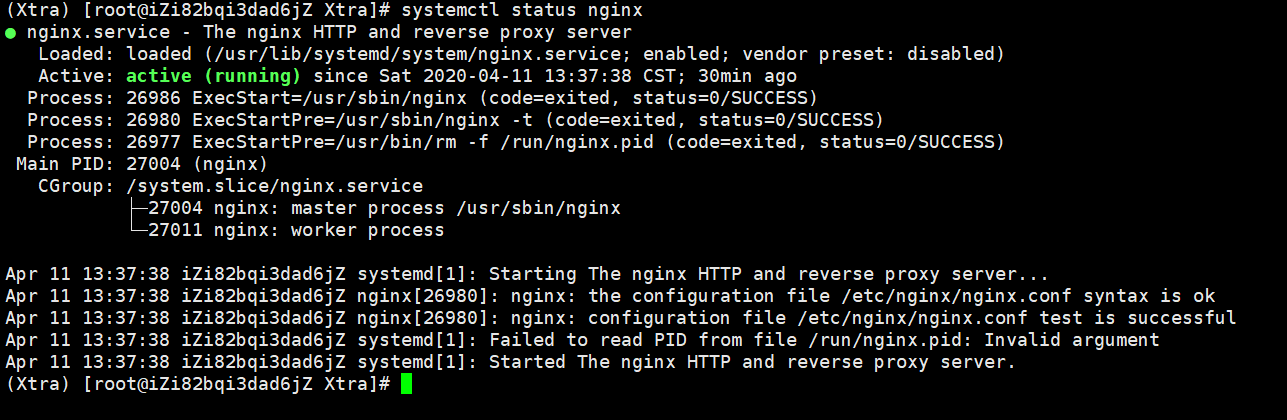 (Xtra) [root@iZi82bqi3dad6jZ Xtra]# systemctl status nginx
● nginx.service - The nginx HTTP and reverse proxy server
   Loaded: loaded (/usr/lib/systemd/system/nginx.service; enabled; vendor preset: disabled)
   Active: active (running) since Sat 2020-04-11 13:37:38 CST; 30min ago
  Process: 26986 ExecStart=/usr/sbin/nginx (code=exited, status=0/SUCCESS)
  Process: 26980 ExecStartPre=/usr/sbin/nginx -t (code=exited, status=0/SUCCESS)
  Process: 26977 ExecStartPre=/usr/bin/rm -f /run/nginx.pid (code=exited, status=0/SUCCESS)
 Main PID: 27004 (nginx)
   CGroup: /system.slice/nginx.service
           ├─27004 nginx: master process /usr/sbin/nginx
           └─27011 nginx: worker process
Apr 11 13:37:38 iZi82bqi3dad6jZ systemd[1]: Starting The nginx HTTP and reverse proxy server...
Apr 11 13:37:38 iZi82bqi3dad6jZ nginx[26980]: nginx: the configuration file /etc/nginx/nginx.conf syntax is ok
Apr 11 13:37:38 iZi82bqi3dad6jZ nginx[26980]: nginx: configuration file /etc/nginx/nginx.conf test is successful
Apr 11 13:37:38 iZi82bqi3dad6jZ systemd[1]: Failed to read PID from file /run/nginx.pid: Invalid argument
Apr 11 13:37:38 iZi82bqi3dad6jZ systemd[1]: Started The nginx HTTP and reverse proxy server.
(Xtra) [root@iZi82bqi3dad6jZ Xtra]#